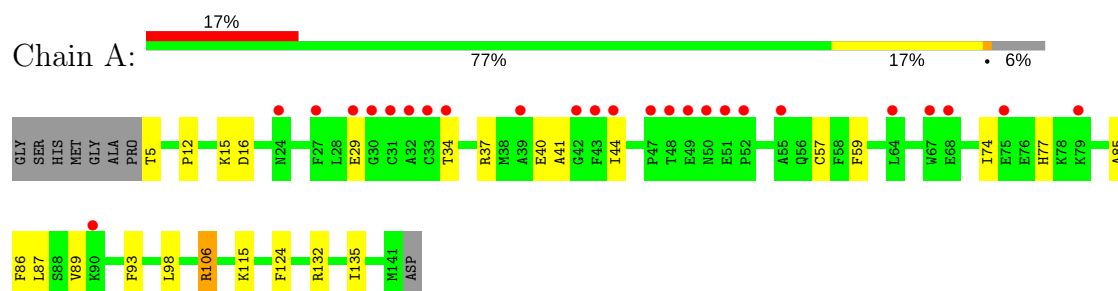 17%
Chain A:
77% 17% • 6%
GLY SER HIS MET GLY ALA PRO T5 P12 K15 D16 N24 F27 L28 E29 G30 C31 A32 C33 T34 R37 M38 A39 E40 A41 G42 F43 I44 P47 T48 E49 N50 E51 P52 A55 Q56 C57 F58 F59 L64 W67 E68 I74 E75 E76 H77 K78 K79 A85
F86 L87 S88 V89 K90 F93 L98 R106 K115 F124 R132 I135 M141 ASP